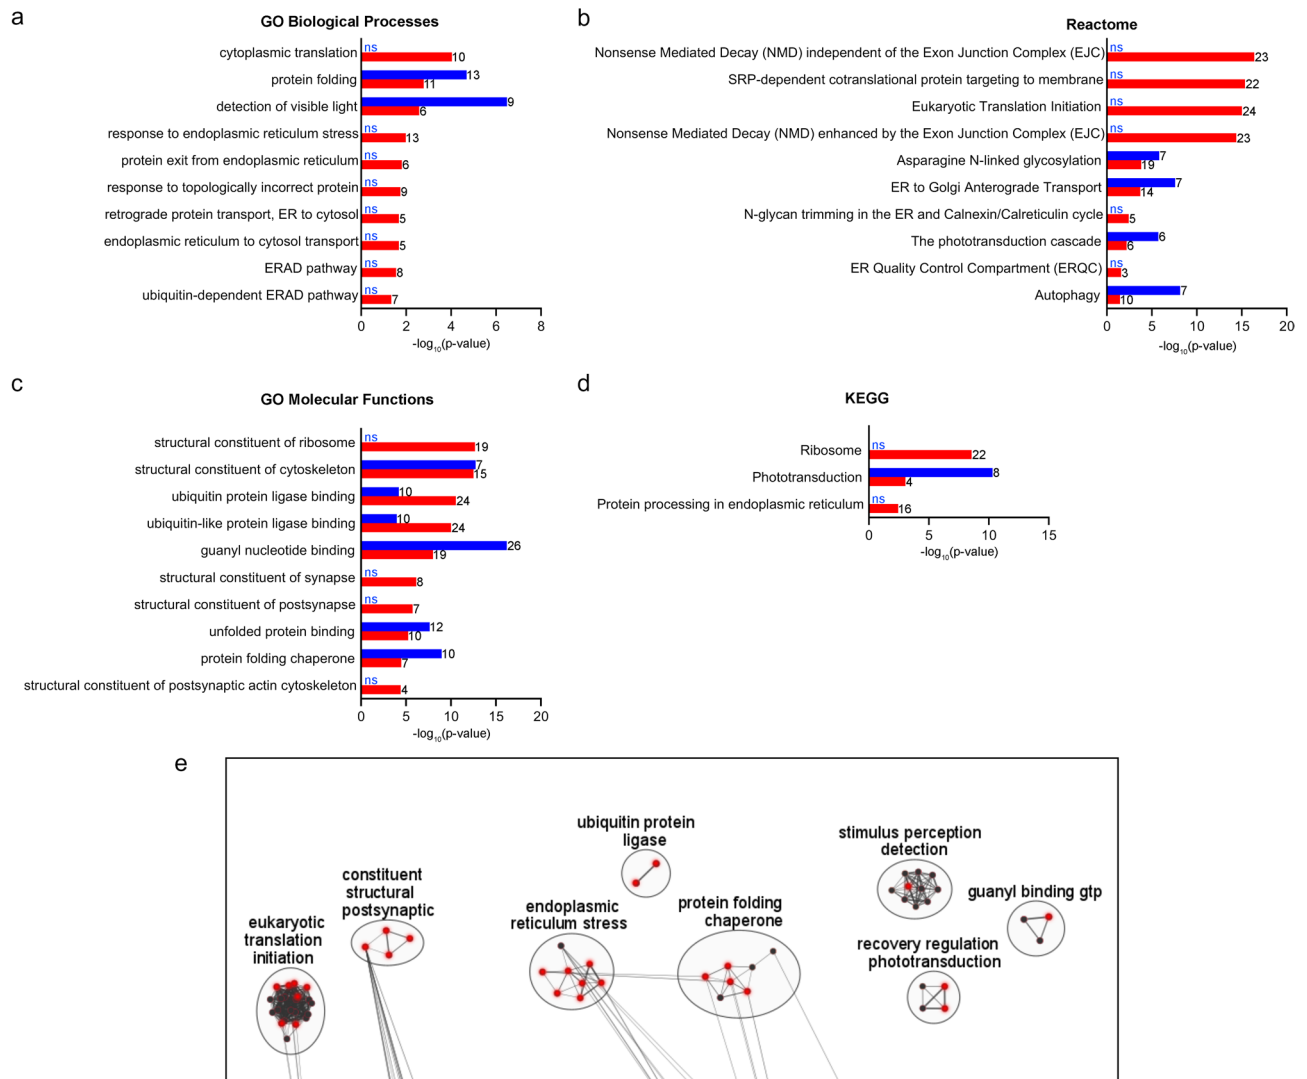 a
GO Biological Processes
cytoplasmic translation ns 10
protein folding 13 11
detection of visible light 9 6
response to endoplasmic reticulum stress ns 13
protein exit from endoplasmic reticulum ns 6
response to topologically incorrect protein ns 9
retrograde protein transport, ER to cytosol ns 5
endoplasmic reticulum to cytosol transport ns 5
ERAD pathway ns 8
ubiquitin-dependent ERAD pathway ns 7
0 2 4 6 8
-log10(p-value)
b
Reactome
Nonsense Mediated Decay (NMD) independent of the Exon Junction Complex (EJC) ns 23
SRP-dependent cotranslational protein targeting to membrane ns 22
Eukaryotic Translation Initiation ns 24
Nonsense Mediated Decay (NMD) enhanced by the Exon Junction Complex (EJC) ns 23
Asparagine N-linked glycosylation 7 19
ER to Golgi Anterograde Transport 7 14
N-glycan trimming in the ER and Calnexin/Calreticulin cycle ns 5
The phototransduction cascade 6 6
ER Quality Control Compartment (ERQC) ns 3
Autophagy 7 10
0 5 10 15 20
-log10(p-value)
c
GO Molecular Functions
structural constituent of ribosome ns 19
structural constituent of cytoskeleton 7 15
ubiquitin protein ligase binding 10 24
ubiquitin-like protein ligase binding 10 24
guanyl nucleotide binding 26 19
structural constituent of synapse ns 8
structural constituent of postsynapse ns 7
unfolded protein binding 12 10
protein folding chaperone 10 7
structural constituent of postsynaptic actin cytoskeleton ns 4
0 5 10 15 20
-log10(p-value)
d
KEGG
Ribosome ns 22
Phototransduction 8 4
Protein processing in endoplasmic reticulum ns 16
0 5 10 15
-log10(p-value)
e
ubiquitin protein
ligase
stimulus perception
detection
constituent
structural
postsynaptic
guanyl binding gtp
endoplasmic
reticulum stress
protein folding
chaperone
eukaryotic
translation
initiation
recovery regulation
phototransduction